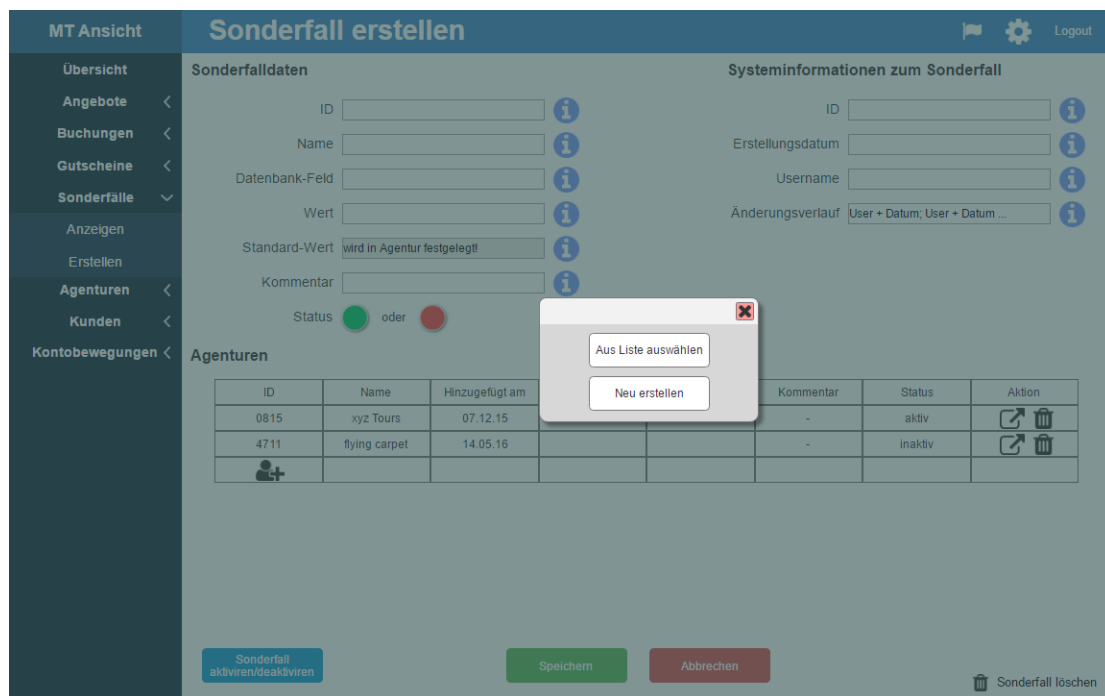 MT Ansicht
Sonderfall erstellen
Logout
Übersicht
Angebote
Buchungen
Gutscheine
Sonderfälle
Anzeigen
Erstellen
Agenturen
Kunden
Kontobewegungen
Sonderfalldaten
ID
Name
Datenbank-Feld
Wert
Standard-Wert wird in Agentur festgelegt!
Kommentar
Status oder
Systeminformationen zum Sonderfall
ID
Erstellungsdatum
Username
Änderungsverlauf User + Datum; User + Datum ...
Aus Liste auswählen
Neu erstellen
Agenturen
ID Name Hinzugefügt am Kommentar Status Aktion
0815 xyz Tours 07.12.15 - aktiv
4711 flying carpet 14.05.16 - inaktiv
Sonderfall
aktiviren/deaktiviren
Speichern
Abbrechen
Sonderfall löschen